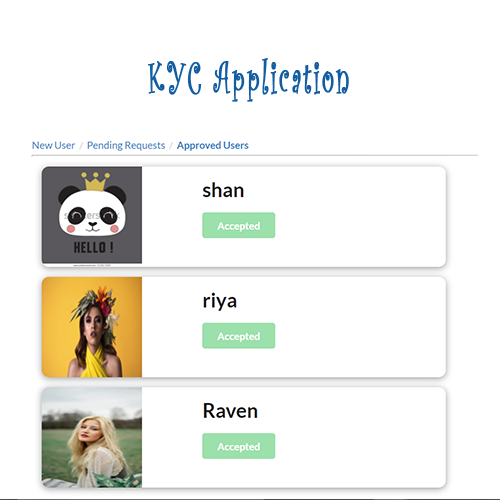 KYC Application
New User / Pending Requests / Approved Users
shan
HELLO !
Accepted
riya
Accepted
Raven
Accepted